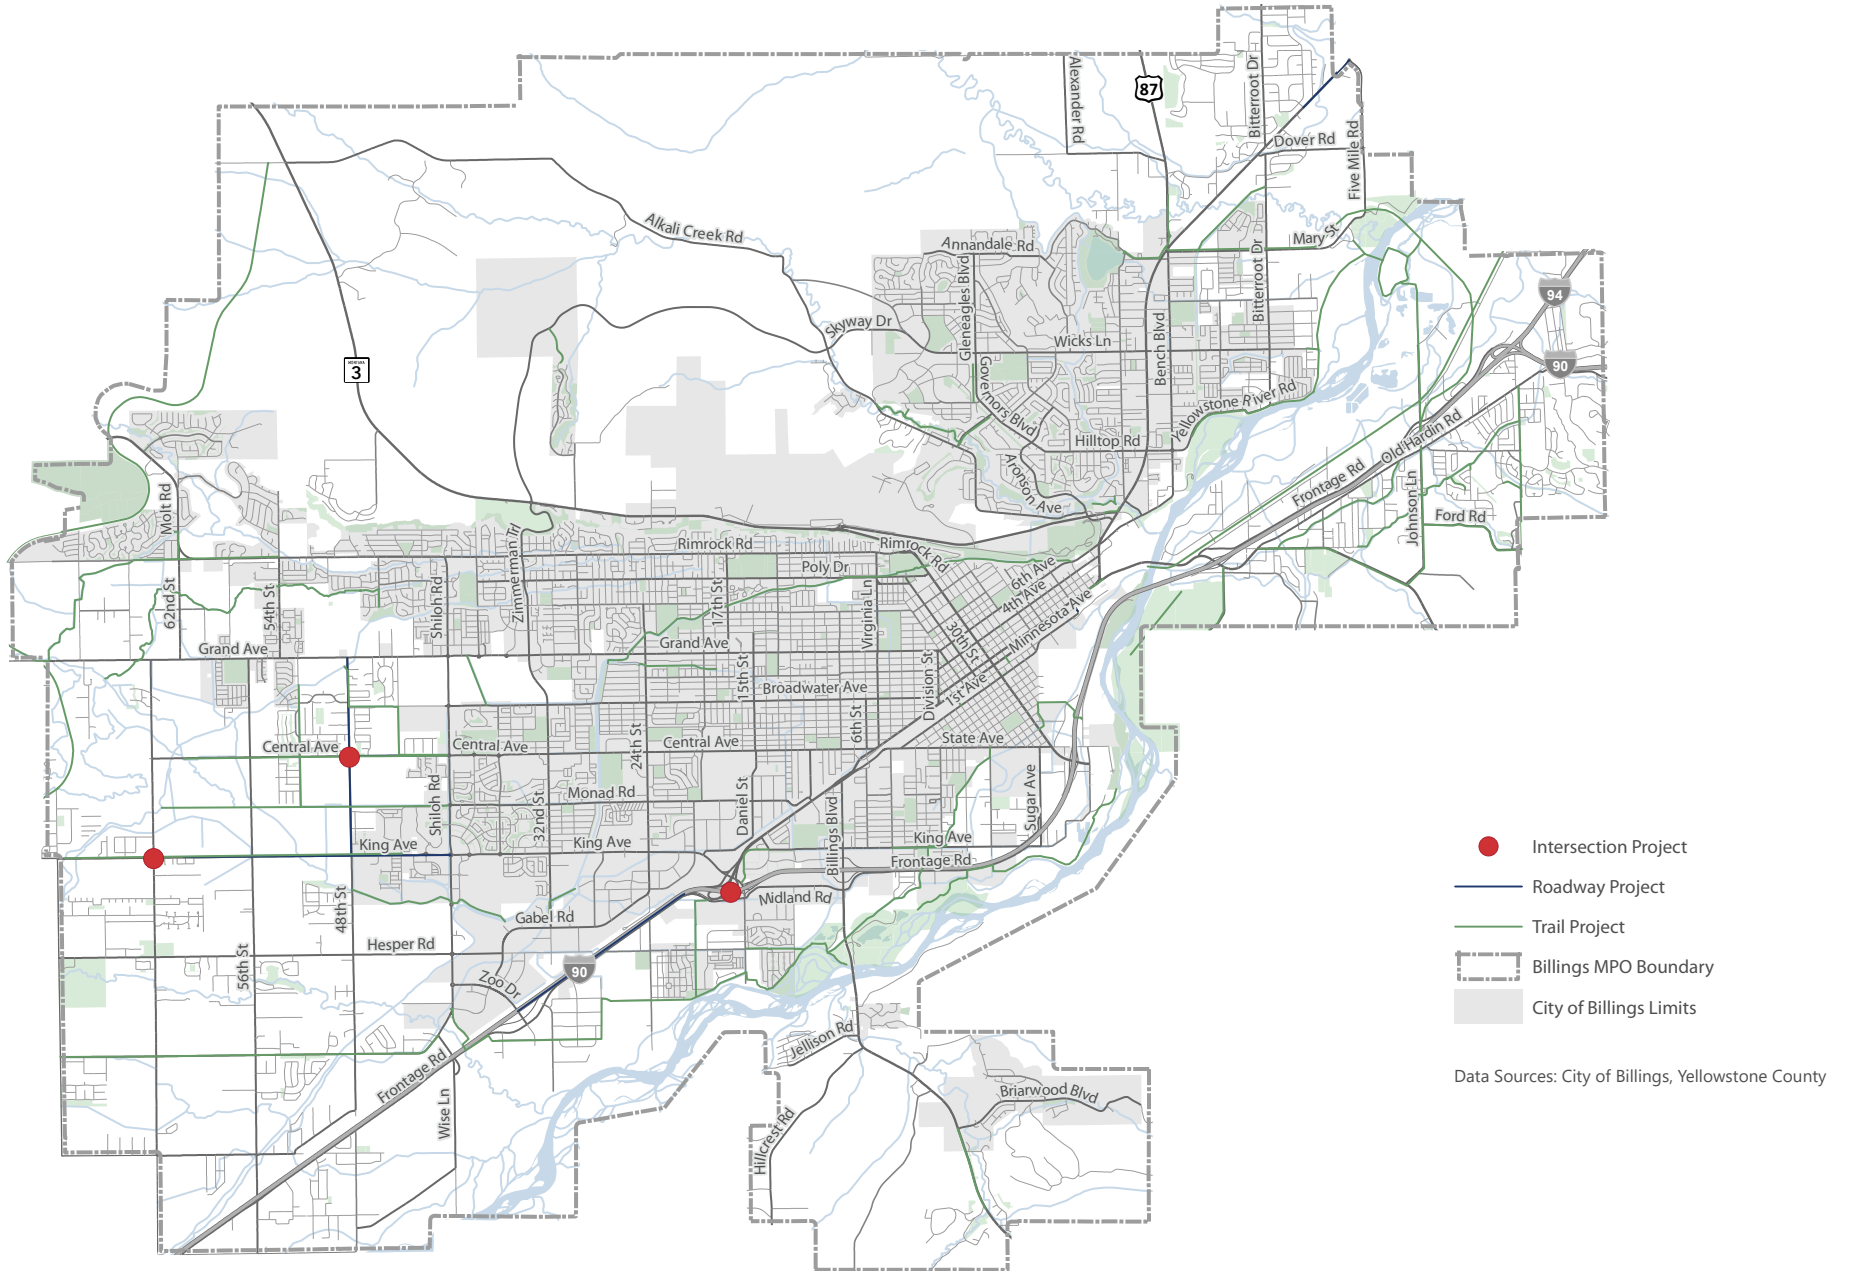 Alexander Rd
87
Bitterroot Dr
Dover Rd
Five Mile Rd
Alkali Creek Rd
Annandale Rd
Mary St
Bitterroot Dr
Gleneagles Blvd
94
Skyway Dr
Wicks Ln
Bench Blvd
90
MONTANA
3
Governors Blvd
Yellowstone River Rd
Hilltop Rd
Old Hardin Rd
Frontage Rd
Aronson Ave
Johnson Ln
Ford Rd
Molt Rd
Zimmerman Trl
Rimrock Rd
Rimrock Rd
Poly Dr
6th Ave
4th Ave
Minnesota Ave
62nd St
54th St
Shiloh Rd
17th St
Virginia Ln
30th St
Grand Ave
Grand Ave
15th St
Broadwater Ave
Division St
1st Ave
6th St
Central Ave
Central Ave
24th St
Central Ave
State Ave
Shiloh Rd
32nd St
Monad Rd
Daniel St
Billings Blvd
Sugar Ave
King Ave
King Ave
King Ave
Frontage Rd
Midland Rd
48th St
Gabel Rd
Hesper Rd
56th St
Zoo Dr
90
Jellison Rd
Frontage Rd
Wise Ln
Briarwood Blvd
Hillcrest Rd
Intersection Project
Roadway Project
Trail Project
Billings MPO Boundary
City of Billings Limits
Data Sources: City of Billings, Yellowstone County